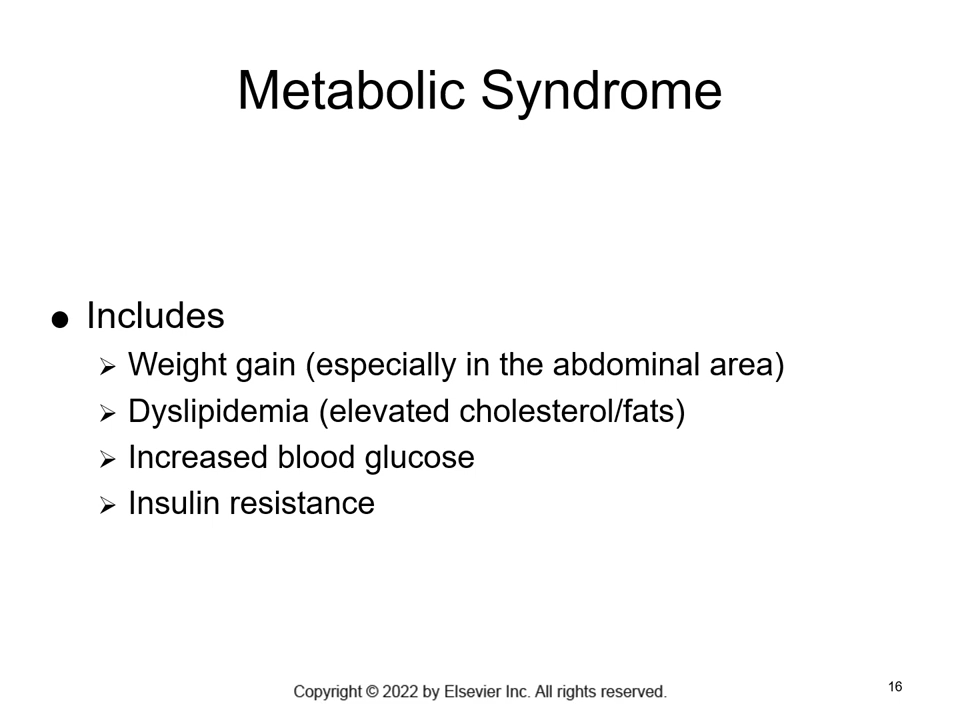 Metabolic Syndrome
● Includes
➢ Weight gain (especially in the abdominal area)
➢ Dyslipidemia (elevated cholesterol/fats)
➢ Increased blood glucose
➢ Insulin resistance
Copyright © 2022 by Elsevier Inc. All rights reserved.
16